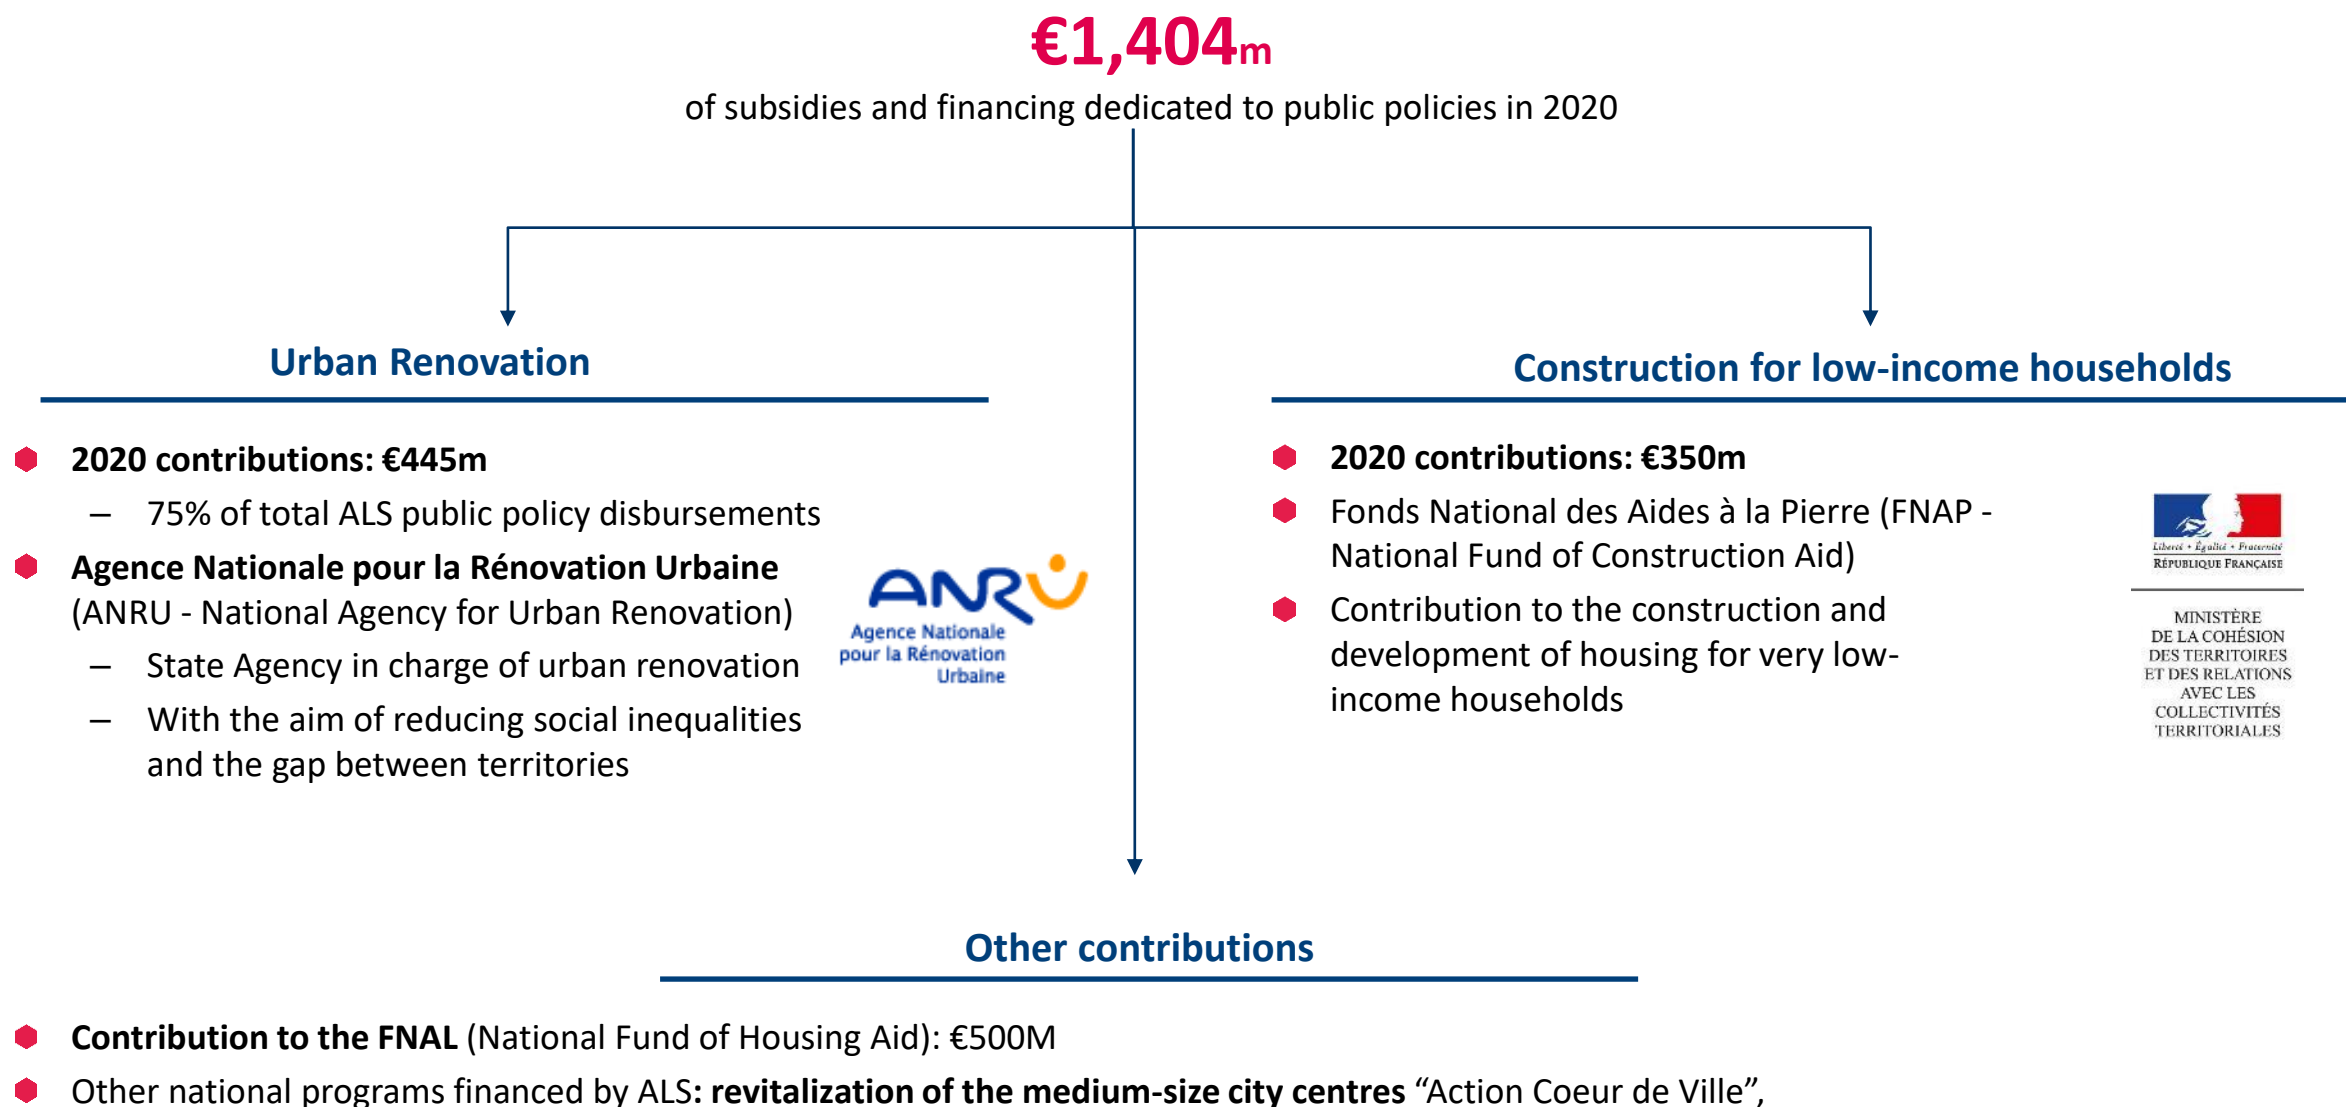 €1,404m
of subsidies and financing dedicated to public policies in 2020
Urban Renovation
2020 contributions: €445m
– 75% of total ALS public policy disbursements
Agence Nationale pour la Rénovation Urbaine
(ANRU - National Agency for Urban Renovation)
– State Agency in charge of urban renovation
– With the aim of reducing social inequalities
and the gap between territories
ANRU
Agence Nationale
pour la Rénovation
Urbaine
Construction for low-income households
2020 contributions: €350m
Fonds National des Aides à la Pierre (FNAP -
National Fund of Construction Aid)
Contribution to the construction and
development of housing for very low-
income households
Liberté • Égalité • Fraternité
RÉPUBLIQUE FRANÇAISE
MINISTÈRE
DE LA COHÉSION
DES TERRITOIRES
ET DES RELATIONS
AVEC LES
COLLECTIVITÉS
TERRITORIALES
Other contributions
Contribution to the FNAL (National Fund of Housing Aid): €500M
Other national programs financed by ALS: revitalization of the medium-size city centres “Action Coeur de Ville”,